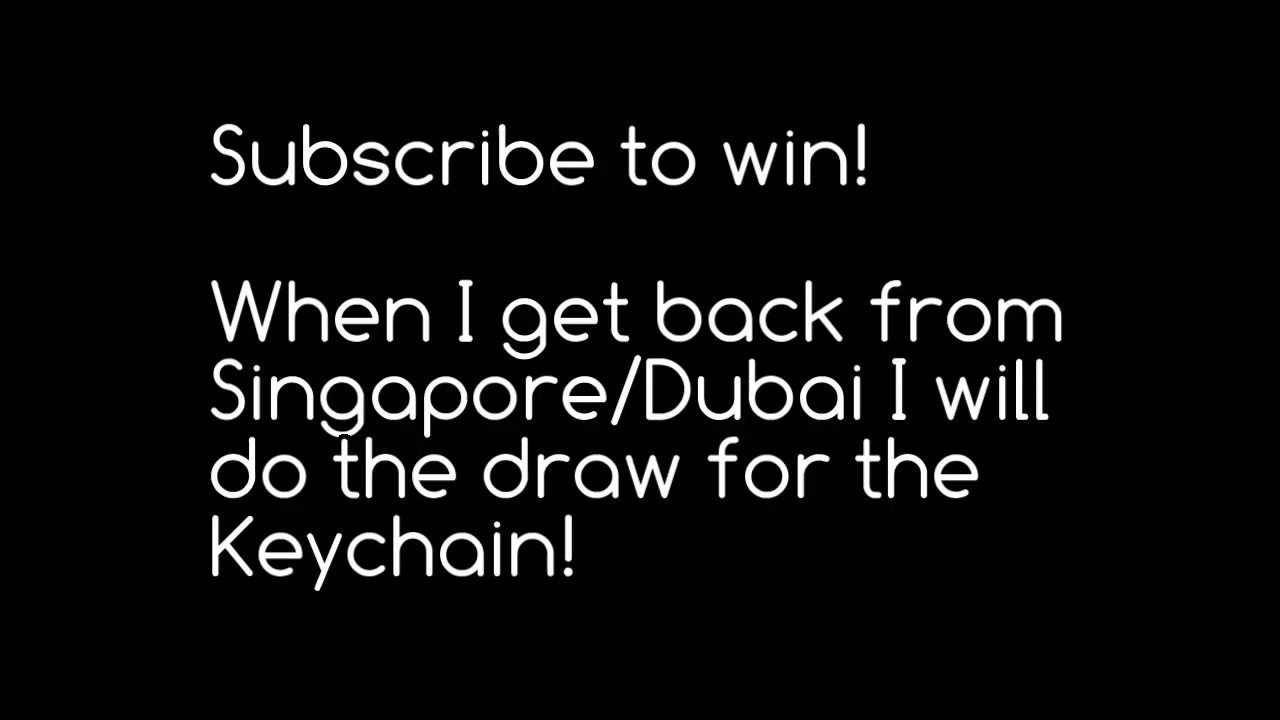 Subscribe to win!
When I get back from
Singapore/Dubai I will
do the draw for the
Keychain!